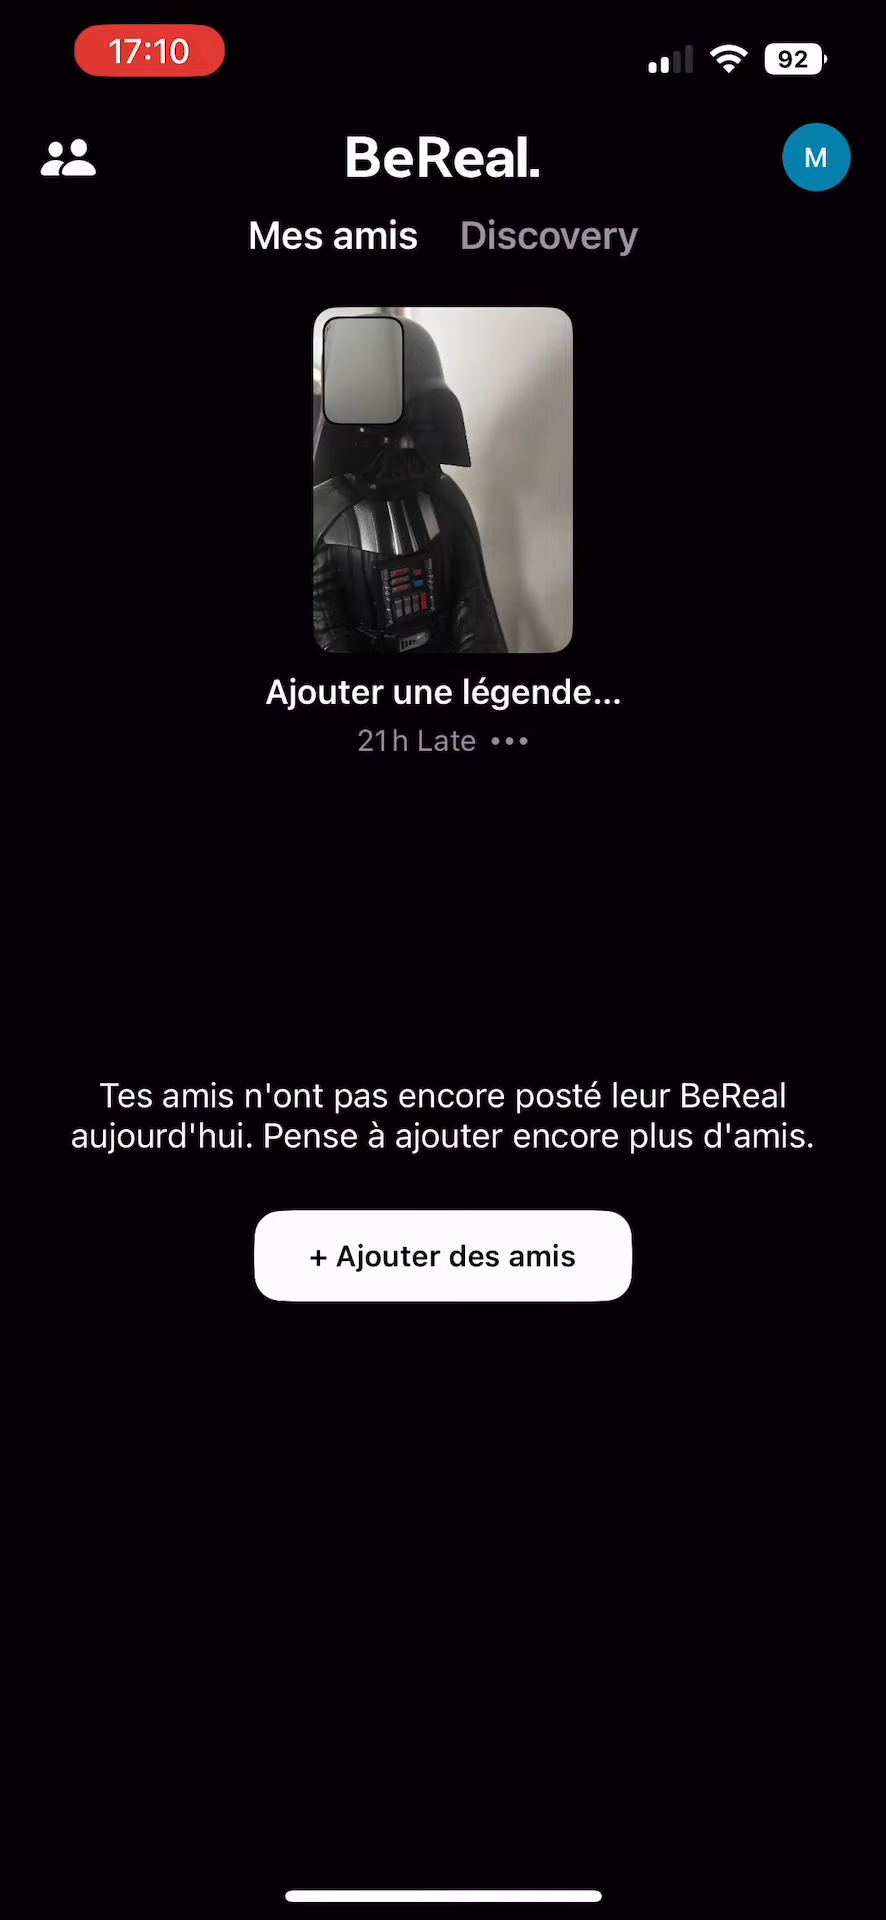 17:10
92
BeReal.
M
Mes amis
Discovery
Ajouter une légende...
21h Late •••
Tes amis n'ont pas encore posté leur BeReal
aujourd'hui. Pense à ajouter encore plus d'amis.
+ Ajouter des amis